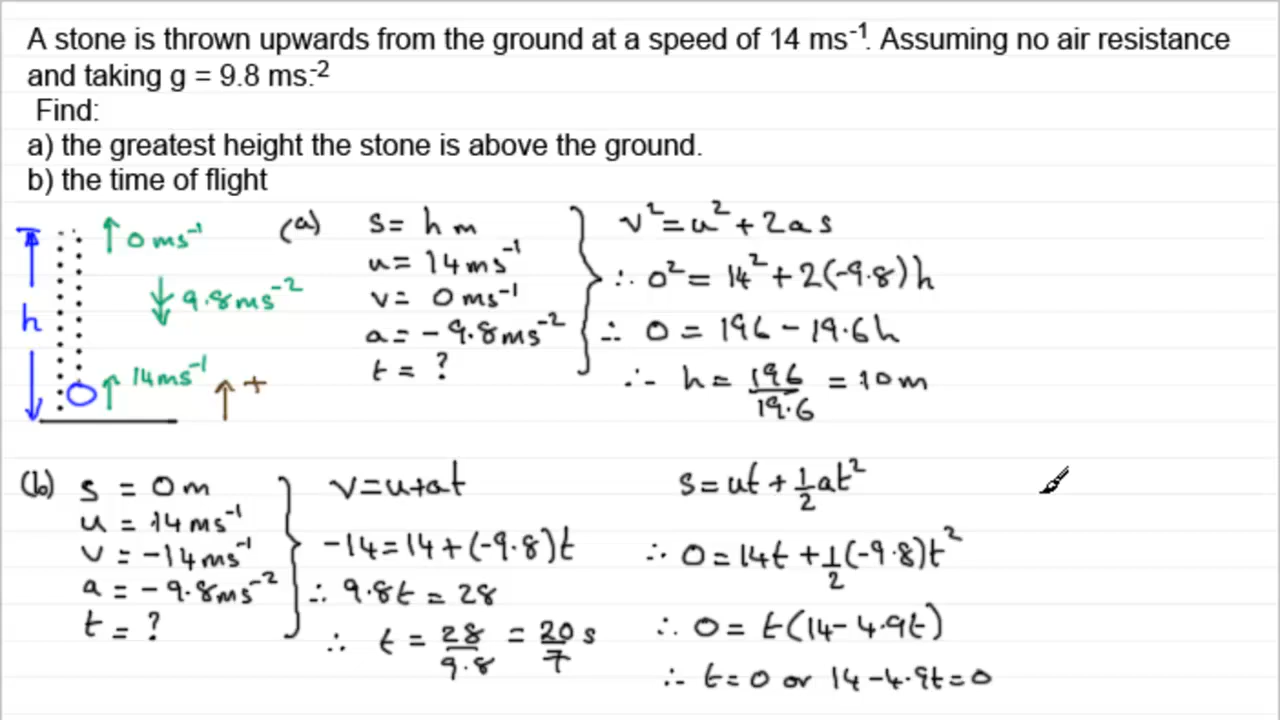 A stone is thrown upwards from the ground at a speed of 14 ms⁻¹. Assuming no air resistance
and taking g = 9.8 ms.⁻²
Find:
a) the greatest height the stone is above the ground.
b) the time of flight
h
↑ 0 ms⁻¹
↓ 9.8 ms⁻²
↑ 14 ms⁻¹
↑ +
(a)
s = h m
u = 14 ms⁻¹
v = 0 ms⁻¹
a = -9.8 ms⁻²
t = ?
v² = u² + 2as
∴ 0² = 14² + 2(-9.8)h
∴ 0 = 196 - 19.6h
∴ h = 196/19.6 = 10 m
(b)
s = 0 m
u = 14 ms⁻¹
v = -14 ms⁻¹
a = -9.8 ms⁻²
t = ?
v = u + at
-14 = 14 + (-9.8)t
∴ 9.8t = 28
∴ t = 28/9.8 = 20/7 s
s = ut + 1/2 at²
∴ 0 = 14t + 1/2 (-9.8)t²
∴ 0 = t(14 - 4.9t)
∴ t = 0 or 14 - 4.9t = 0